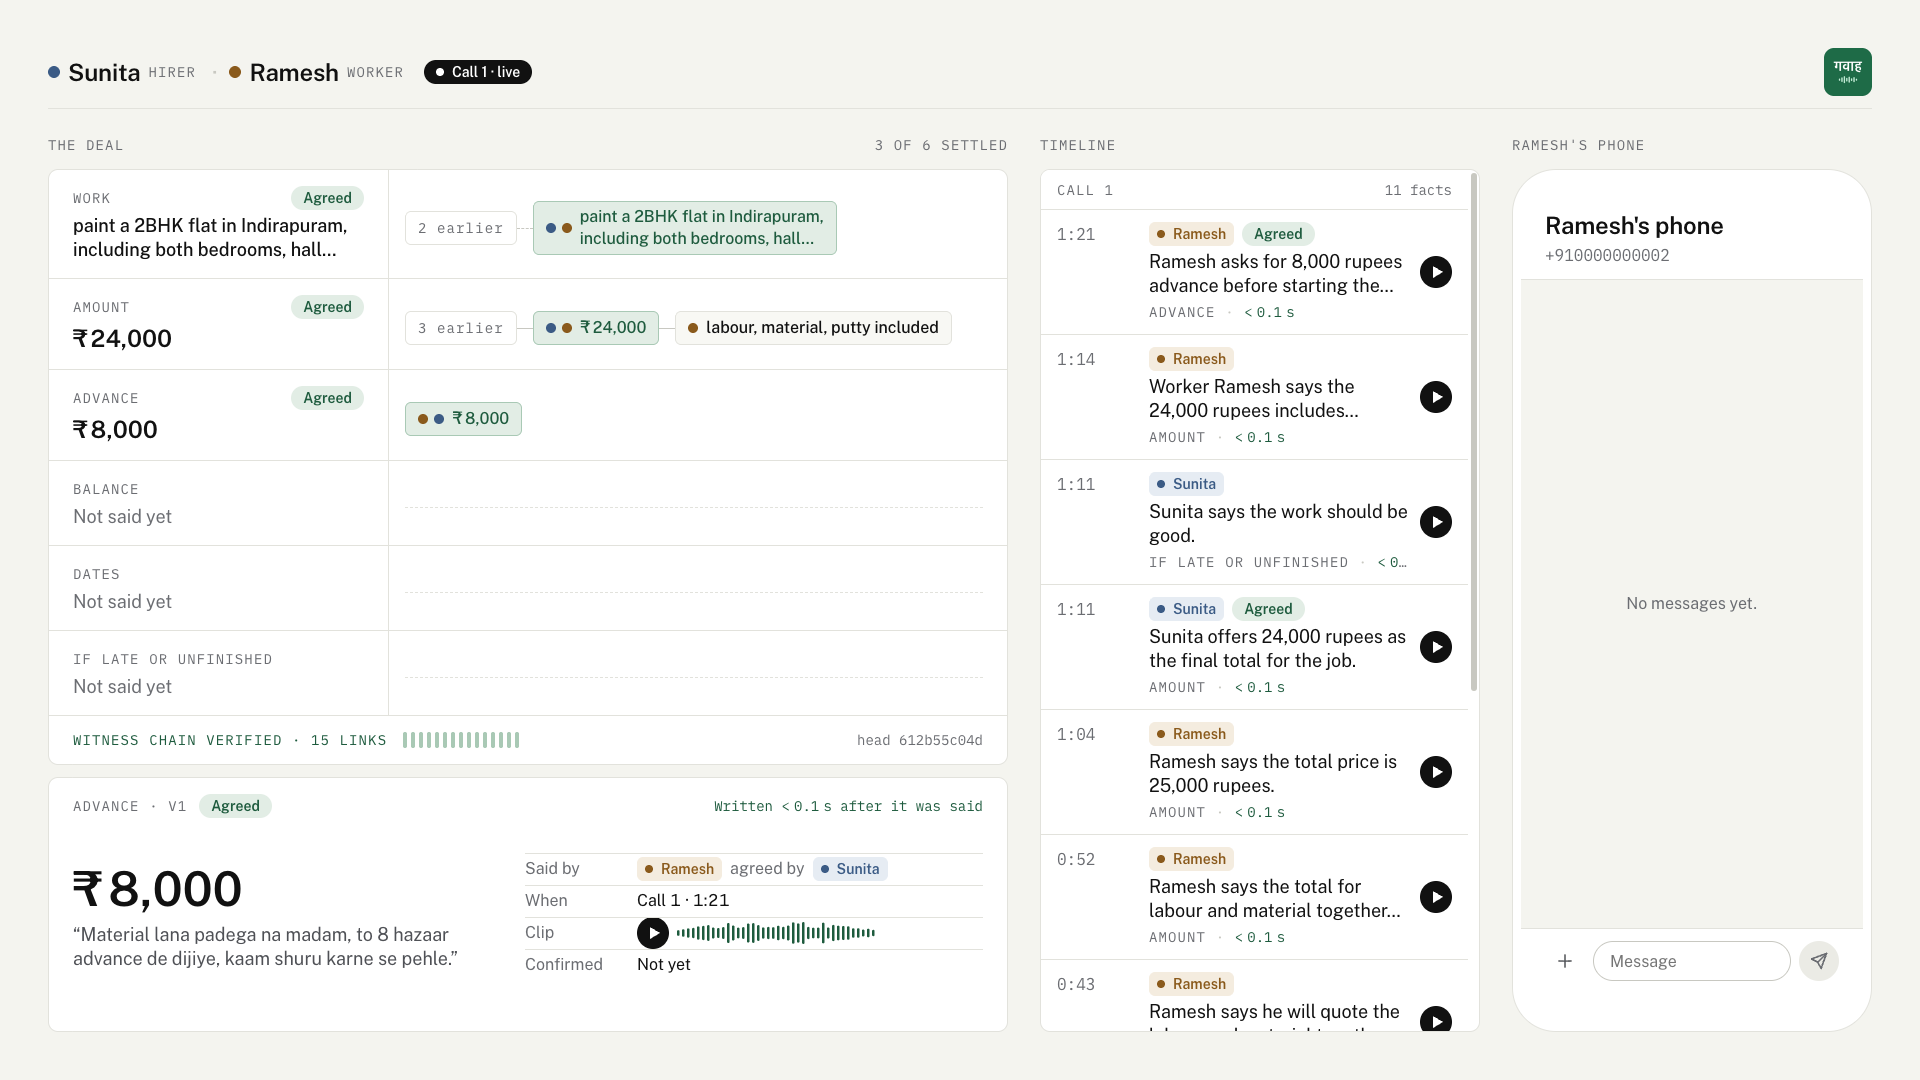 Sunita HIRER · Ramesh WORKER Call 1 · live
गवाह
THE DEAL 3 OF 6 SETTLED
WORK Agreed
paint a 2BHK flat in Indirapuram,
including both bedrooms, hall...
2 earlier
paint a 2BHK flat in Indirapuram,
including both bedrooms, hall...
AMOUNT Agreed
₹24,000
3 earlier
₹24,000
labour, material, putty included
ADVANCE Agreed
₹8,000
₹8,000
BALANCE
Not said yet
DATES
Not said yet
IF LATE OR UNFINISHED
Not said yet
WITNESS CHAIN VERIFIED · 15 LINKS
head 612b55c04d
ADVANCE · V1 Agreed
Written <0.1 s after it was said
₹8,000
“Material lana padega na madam, to 8 hazaar
advance de dijiye, kaam shuru karne se pehle.”
Said by Ramesh agreed by Sunita
When Call 1 · 1:21
Clip
Confirmed Not yet
TIMELINE
CALL 1 11 facts
1:21 Ramesh Agreed
Ramesh asks for 8,000 rupees
advance before starting the...
ADVANCE · <0.1 s
1:14 Ramesh
Worker Ramesh says the
24,000 rupees includes...
AMOUNT · <0.1 s
1:11 Sunita
Sunita says the work should be
good.
IF LATE OR UNFINISHED · <0…
1:11 Sunita Agreed
Sunita offers 24,000 rupees as
the final total for the job.
AMOUNT · <0.1 s
1:04 Ramesh
Ramesh says the total price is
25,000 rupees.
AMOUNT · <0.1 s
0:52 Ramesh
Ramesh says the total for
labour and material together...
AMOUNT · <0.1 s
0:43 Ramesh
Ramesh says he will quote the
RAMESH'S PHONE
Ramesh's phone
+910000000002
No messages yet.
Message